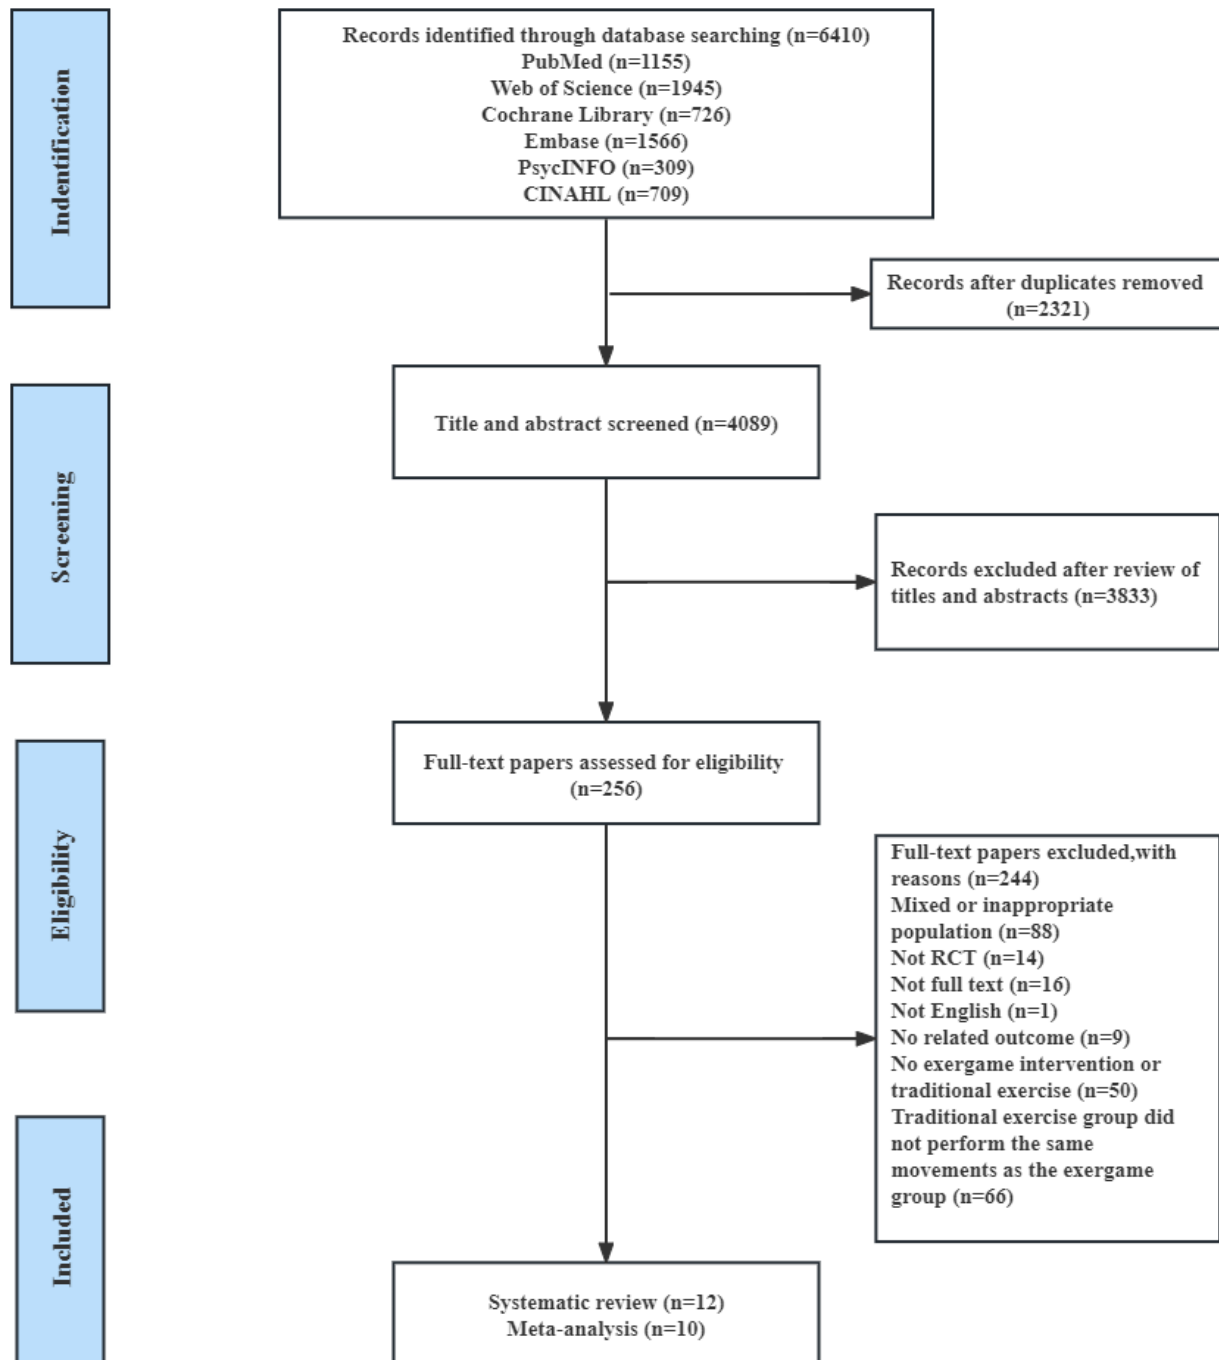 Indentification
Records identified through database searching (n=6410)
PubMed (n=1155)
Web of Science (n=1945)
Cochrane Library (n=726)
Embase (n=1566)
PsycINFO (n=309)
CINAHL (n=709)
Records after duplicates removed
(n=2321)
Screening
Title and abstract screened (n=4089)
Records excluded after review of
titles and abstracts (n=3833)
Eligibility
Full-text papers assessed for eligibility
(n=256)
Full-text papers excluded,with
reasons (n=244)
Mixed or inappropriate
population (n=88)
Not RCT (n=14)
Not full text (n=16)
Not English (n=1)
No related outcome (n=9)
No exergame intervention or
traditional exercise (n=50)
Traditional exercise group did
not perform the same
movements as the exergame
group (n=66)
Included
Systematic review (n=12)
Meta-analysis (n=10)